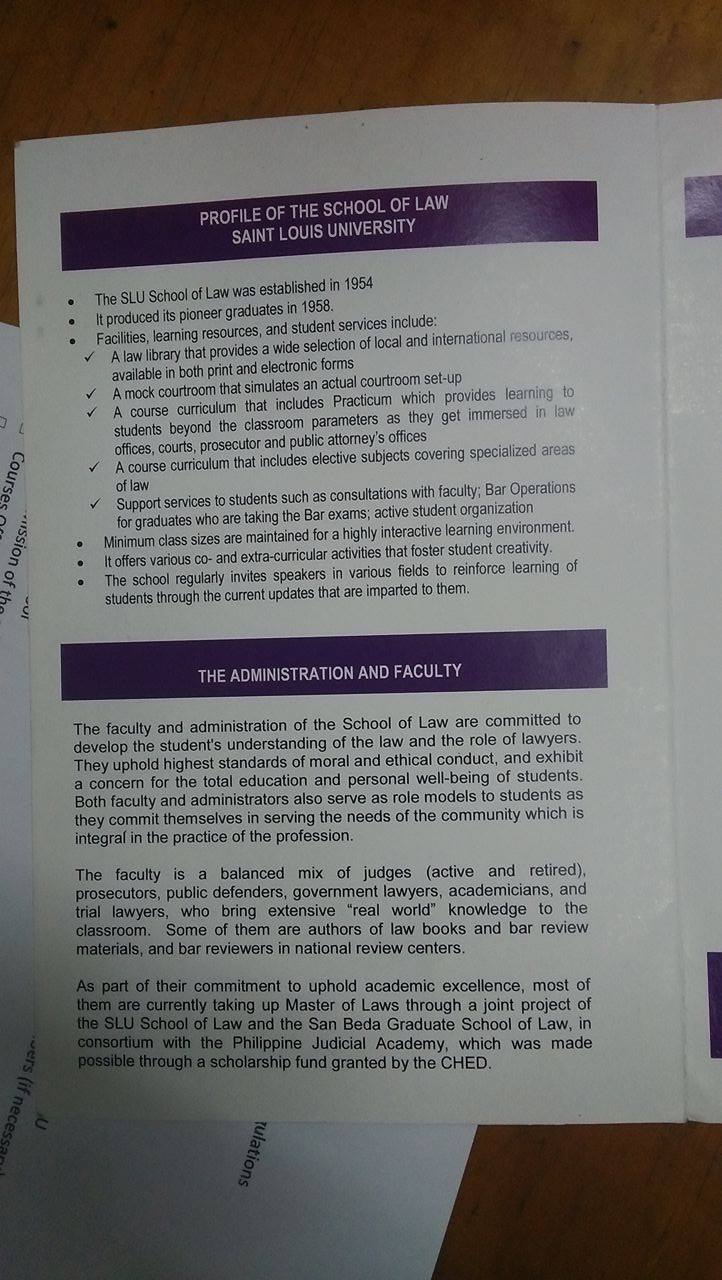 PROFILE OF THE SCHOOL OF LAW
SAINT LOUIS UNIVERSITY
• The SLU School of Law was established in 1954
• It produced its pioneer graduates in 1958.
• Facilities, learning resources, and student services include:
✓ A law library that provides a wide selection of local and international resources,
available in both print and electronic forms
✓ A mock courtroom that simulates an actual courtroom set-up
✓ A course curriculum that includes Practicum which provides learning to
students beyond the classroom parameters as they get immersed in law
offices, courts, prosecutor and public attorney's offices
✓ A course curriculum that includes elective subjects covering specialized areas
of law
✓ Support services to students such as consultations with faculty; Bar Operations
for graduates who are taking the Bar exams; active student organization
• Minimum class sizes are maintained for a highly interactive learning environment.
• It offers various co- and extra-curricular activities that foster student creativity.
• The school regularly invites speakers in various fields to reinforce learning of
students through the current updates that are imparted to them.
THE ADMINISTRATION AND FACULTY
The faculty and administration of the School of Law are committed to
develop the student's understanding of the law and the role of lawyers.
They uphold highest standards of moral and ethical conduct, and exhibit
a concern for the total education and personal well-being of students.
Both faculty and administrators also serve as role models to students as
they commit themselves in serving the needs of the community which is
integral in the practice of the profession.
The faculty is a balanced mix of judges (active and retired),
prosecutors, public defenders, government lawyers, academicians, and
trial lawyers, who bring extensive "real world" knowledge to the
classroom. Some of them are authors of law books and bar review
materials, and bar reviewers in national review centers.
As part of their commitment to uphold academic excellence, most of
them are currently taking up Master of Laws through a joint project of
the SLU School of Law and the San Beda Graduate School of Law, in
consortium with the Philippine Judicial Academy, which was made
possible through a scholarship fund granted by the CHED.
Courses
ission of the
(if necessar
ulations